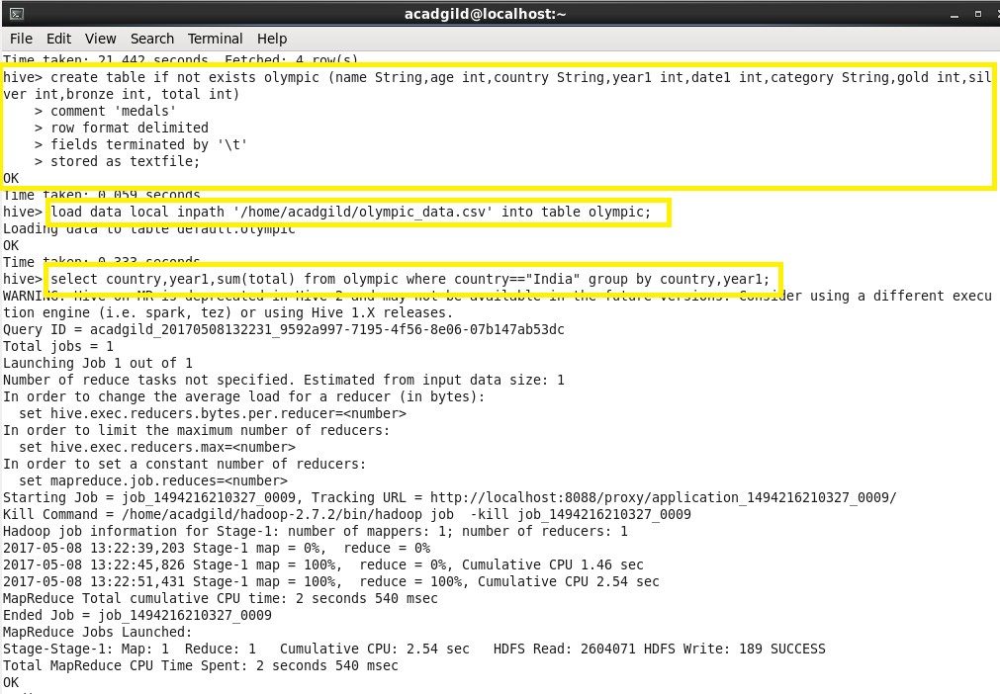 acadgild@localhost:~
File Edit View Search Terminal Help
Time taken: 21.442 seconds, Fetched: 4 row(s)
hive> create table if not exists olympic (name String,age int,country String,year1 int,date1 int,category String,gold int,sil
ver int,bronze int, total int)
    > comment 'medals'
    > row format delimited
    > fields terminated by '\t'
    > stored as textfile;
OK
Time taken: 0.059 seconds
hive> load data local inpath '/home/acadgild/olympic_data.csv' into table olympic;
Loading data to table default.olympic
OK
Time taken: 0.333 seconds
hive> select country,year1,sum(total) from olympic where country=="India" group by country,year1;
WARNING: Hive-on-MR is deprecated in Hive 2 and may not be available in the future versions. Consider using a different execu
tion engine (i.e. spark, tez) or using Hive 1.X releases.
Query ID = acadgild_20170508132231_9592a997-7195-4f56-8e06-07b147ab53dc
Total jobs = 1
Launching Job 1 out of 1
Number of reduce tasks not specified. Estimated from input data size: 1
In order to change the average load for a reducer (in bytes):
  set hive.exec.reducers.bytes.per.reducer=<number>
In order to limit the maximum number of reducers:
  set hive.exec.reducers.max=<number>
In order to set a constant number of reducers:
  set mapreduce.job.reduces=<number>
Starting Job = job_1494216210327_0009, Tracking URL = http://localhost:8088/proxy/application_1494216210327_0009/
Kill Command = /home/acadgild/hadoop-2.7.2/bin/hadoop job  -kill job_1494216210327_0009
Hadoop job information for Stage-1: number of mappers: 1; number of reducers: 1
2017-05-08 13:22:39,203 Stage-1 map = 0%,  reduce = 0%
2017-05-08 13:22:45,826 Stage-1 map = 100%,  reduce = 0%, Cumulative CPU 1.46 sec
2017-05-08 13:22:51,431 Stage-1 map = 100%,  reduce = 100%, Cumulative CPU 2.54 sec
MapReduce Total cumulative CPU time: 2 seconds 540 msec
Ended Job = job_1494216210327_0009
MapReduce Jobs Launched:
Stage-Stage-1: Map: 1  Reduce: 1   Cumulative CPU: 2.54 sec   HDFS Read: 2604071 HDFS Write: 189 SUCCESS
Total MapReduce CPU Time Spent: 2 seconds 540 msec
OK